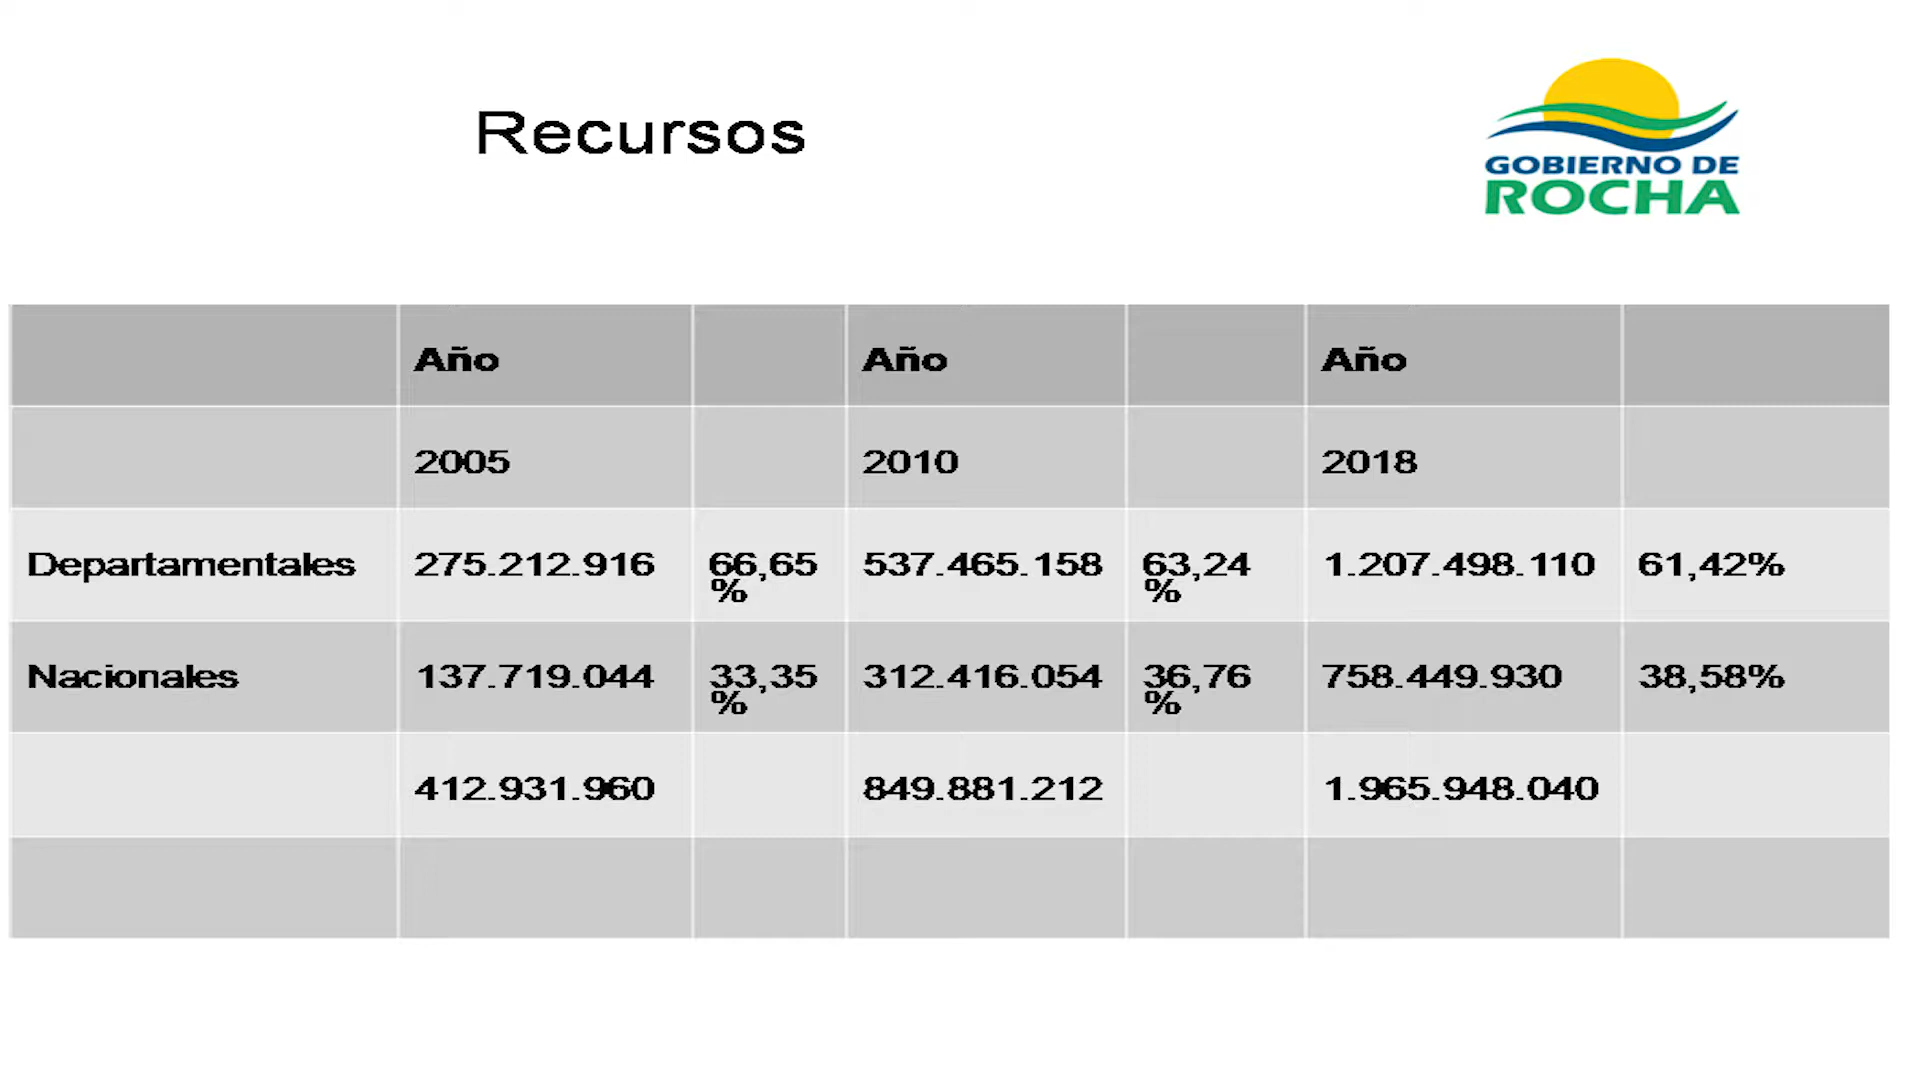 Recursos
GOBIERNO DE
ROCHA
Año Año Año
2005 2010 2018
Departamentales 275.212.916 66,65 % 537.465.158 63,24 % 1.207.498.110 61,42%
Nacionales 137.719.044 33,35 % 312.416.054 36,76 % 758.449.930 38,58%
412.931.960 849.881.212 1.965.948.040